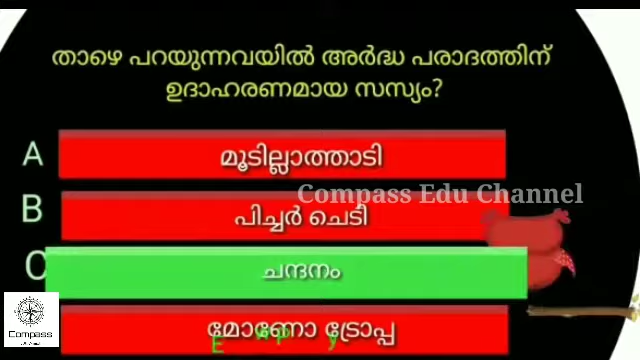 താഴെ പറയുന്നവയിൽ അർദ്ധ പരാദത്തിന്
ഉദാഹരണമായ സസ്യം?
A
മൂടില്ലാത്താടി
Compass Edu Channel
B
പിച്ചർ ചെടി
C
ചന്ദനം
മോണോ ട്രോപ്പ
Compass